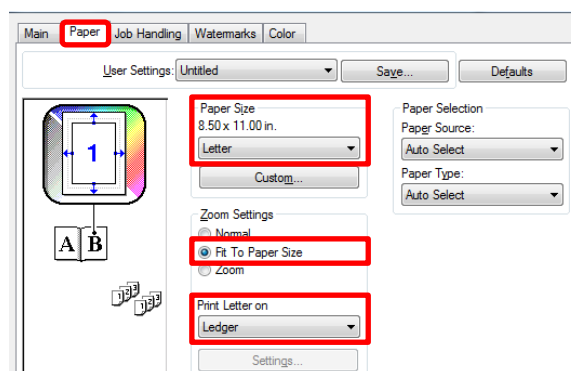 Main Paper Job Handling Watermarks Color
User Settings: Untitled Save... Defaults
Paper Size
8.50 x 11.00 in.
Letter
Custom...
Paper Selection
Paper Source:
Auto Select
Paper Type:
Auto Select
1
A B
123 123
Zoom Settings
Normal
Fit To Paper Size
Zoom
Print Letter on
Ledger
Settings...